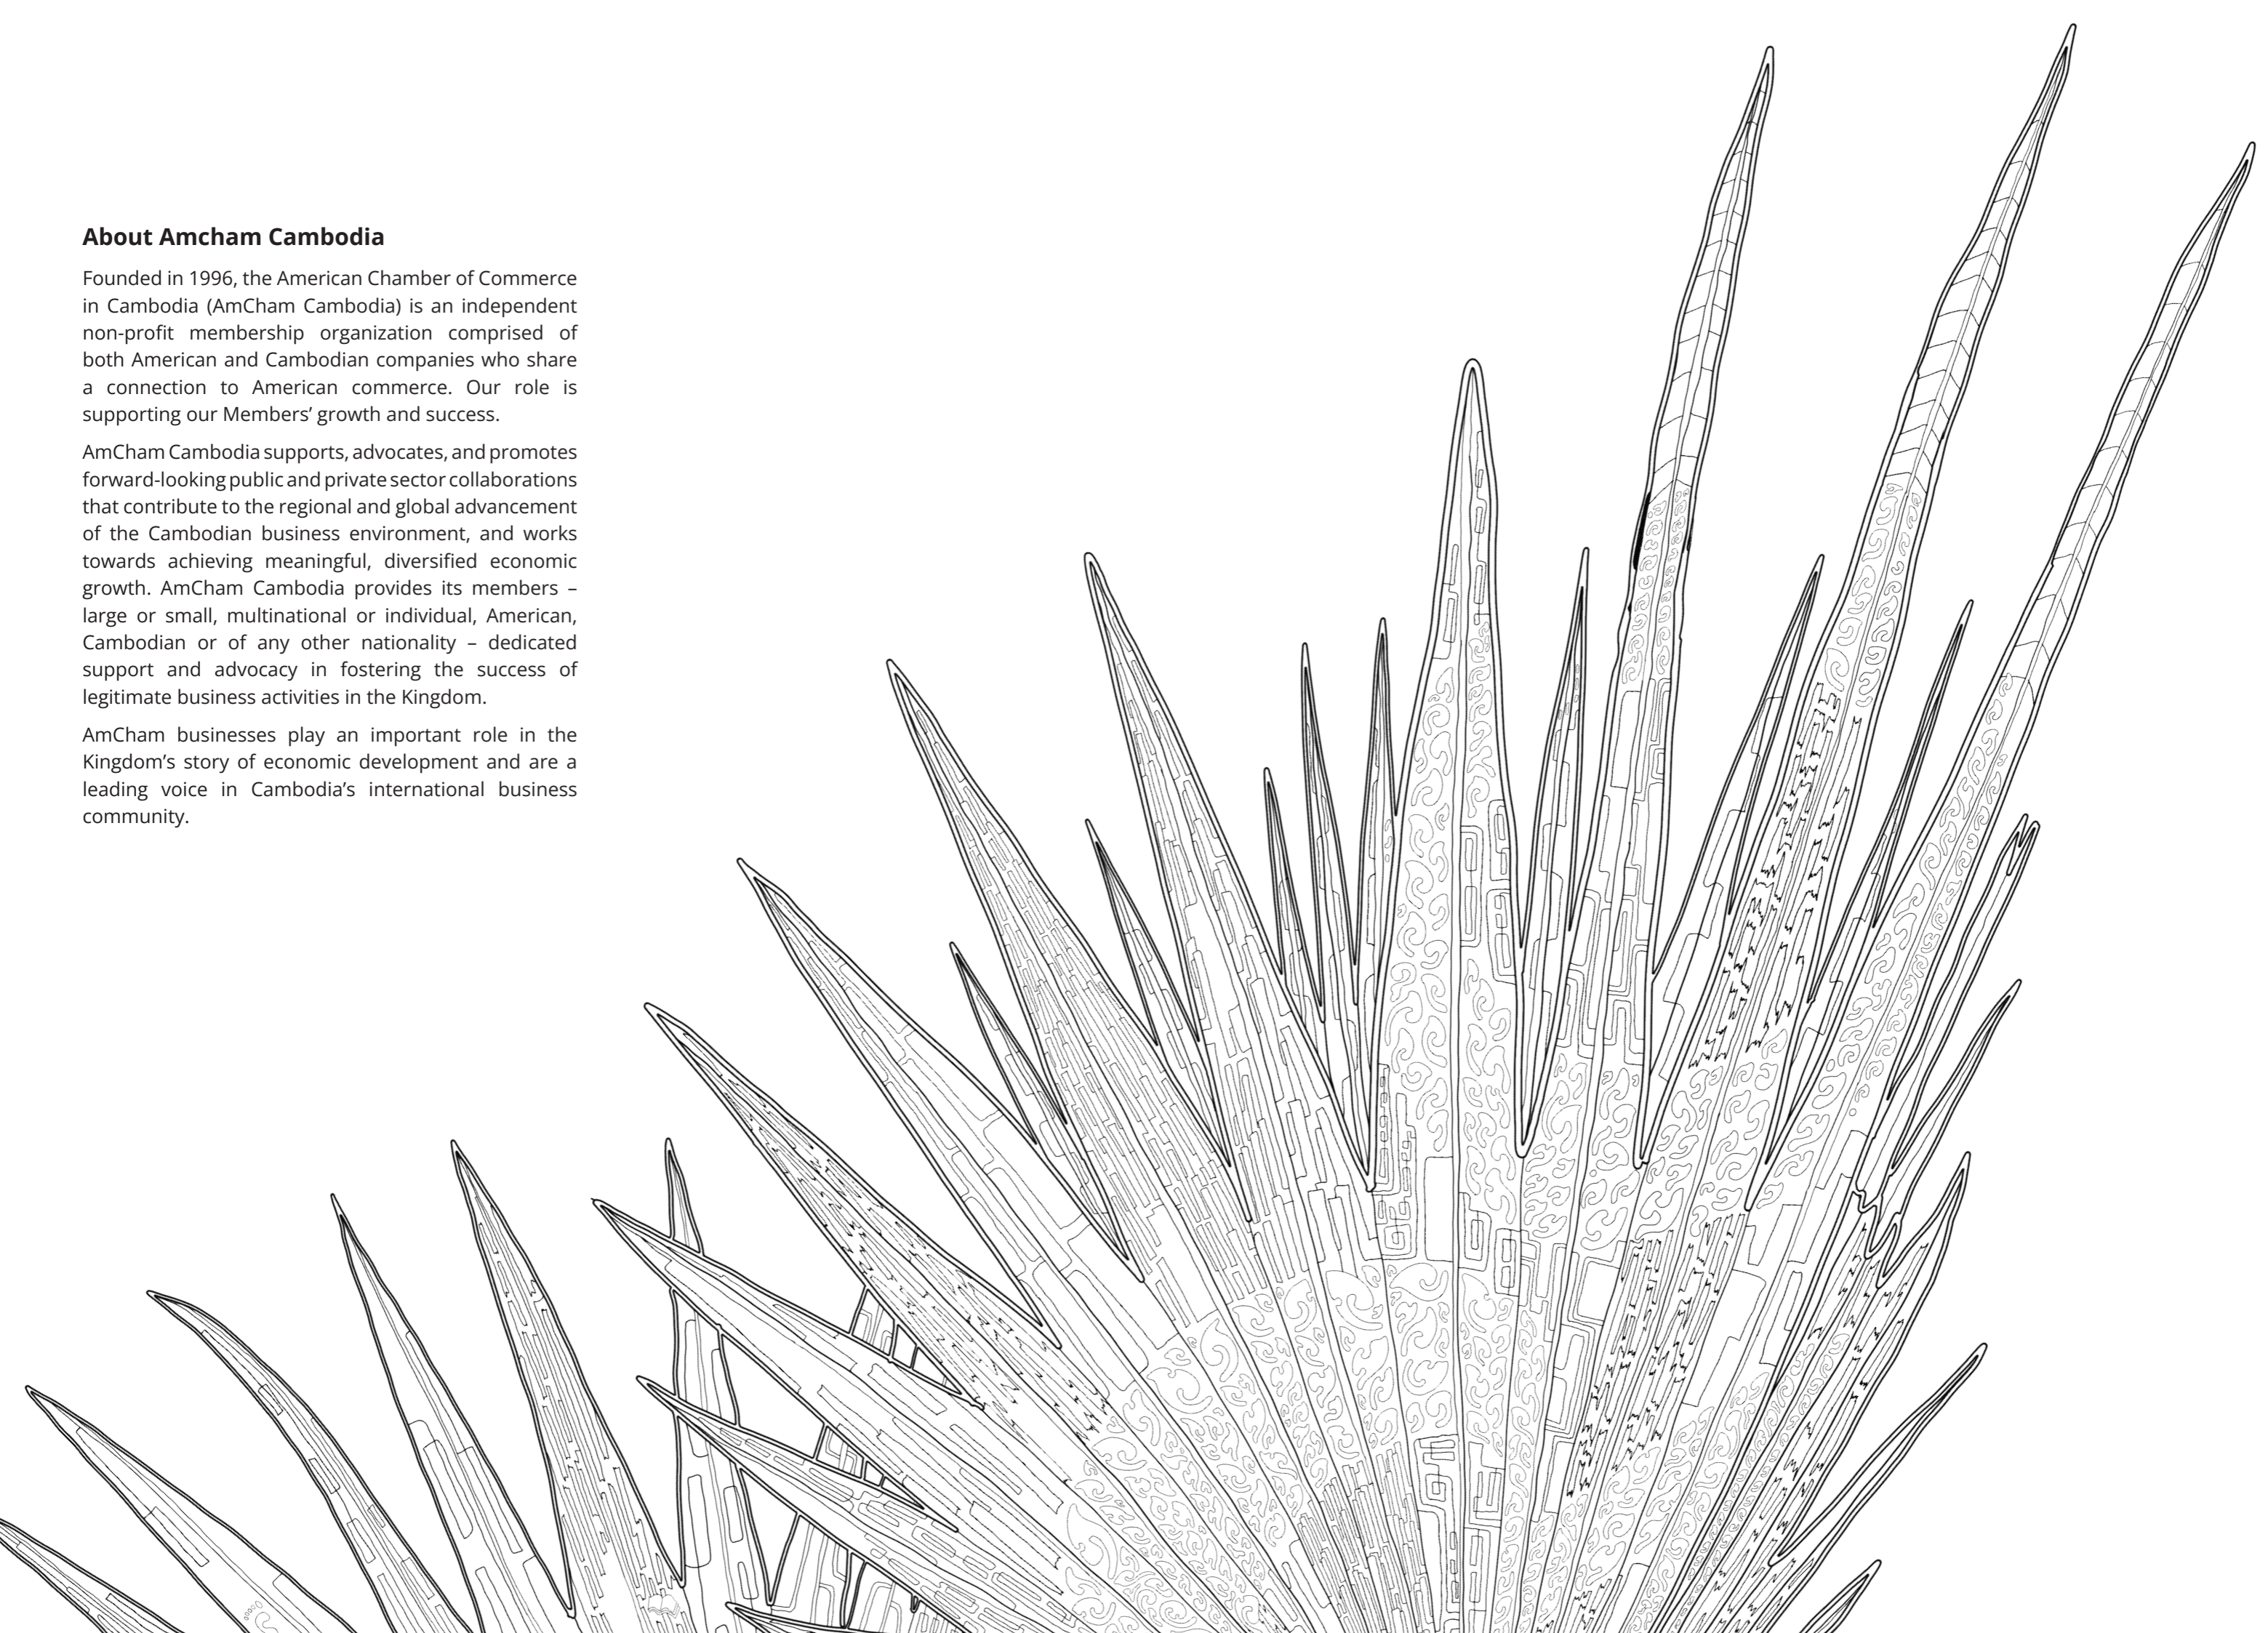 About Amcham Cambodia
Founded in 1996, the American Chamber of Commerce
in Cambodia (AmCham Cambodia) is an independent
non-profit membership organization comprised of
both American and Cambodian companies who share
a connection to American commerce. Our role is
supporting our Members’ growth and success.
AmCham Cambodia supports, advocates, and promotes
forward-looking public and private sector collaborations
that contribute to the regional and global advancement
of the Cambodian business environment, and works
towards achieving meaningful, diversified economic
growth. AmCham Cambodia provides its members –
large or small, multinational or individual, American,
Cambodian or of any other nationality – dedicated
support and advocacy in fostering the success of
legitimate business activities in the Kingdom.
AmCham businesses play an important role in the
Kingdom’s story of economic development and are a
leading voice in Cambodia’s international business
community.